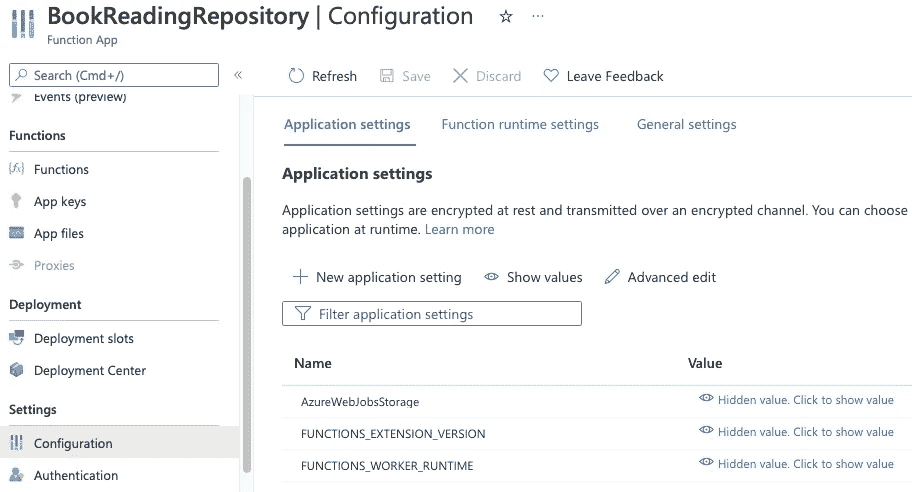 BookReadingRepository | Configuration ☆ ...
Function App
Search (Cmd+/) «
Refresh Save Discard Leave Feedback
Events (preview)
Functions
Functions
App keys
App files
Proxies
Deployment
Deployment slots
Deployment Center
Settings
Configuration
Authentication
Application settings Function runtime settings General settings
Application settings
Application settings are encrypted at rest and transmitted over an encrypted channel. You can choose
application at runtime. Learn more
New application setting Show values Advanced edit
Filter application settings
Name Value
AzureWebJobsStorage Hidden value. Click to show value
FUNCTIONS_EXTENSION_VERSION Hidden value. Click to show value
FUNCTIONS_WORKER_RUNTIME Hidden value. Click to show value